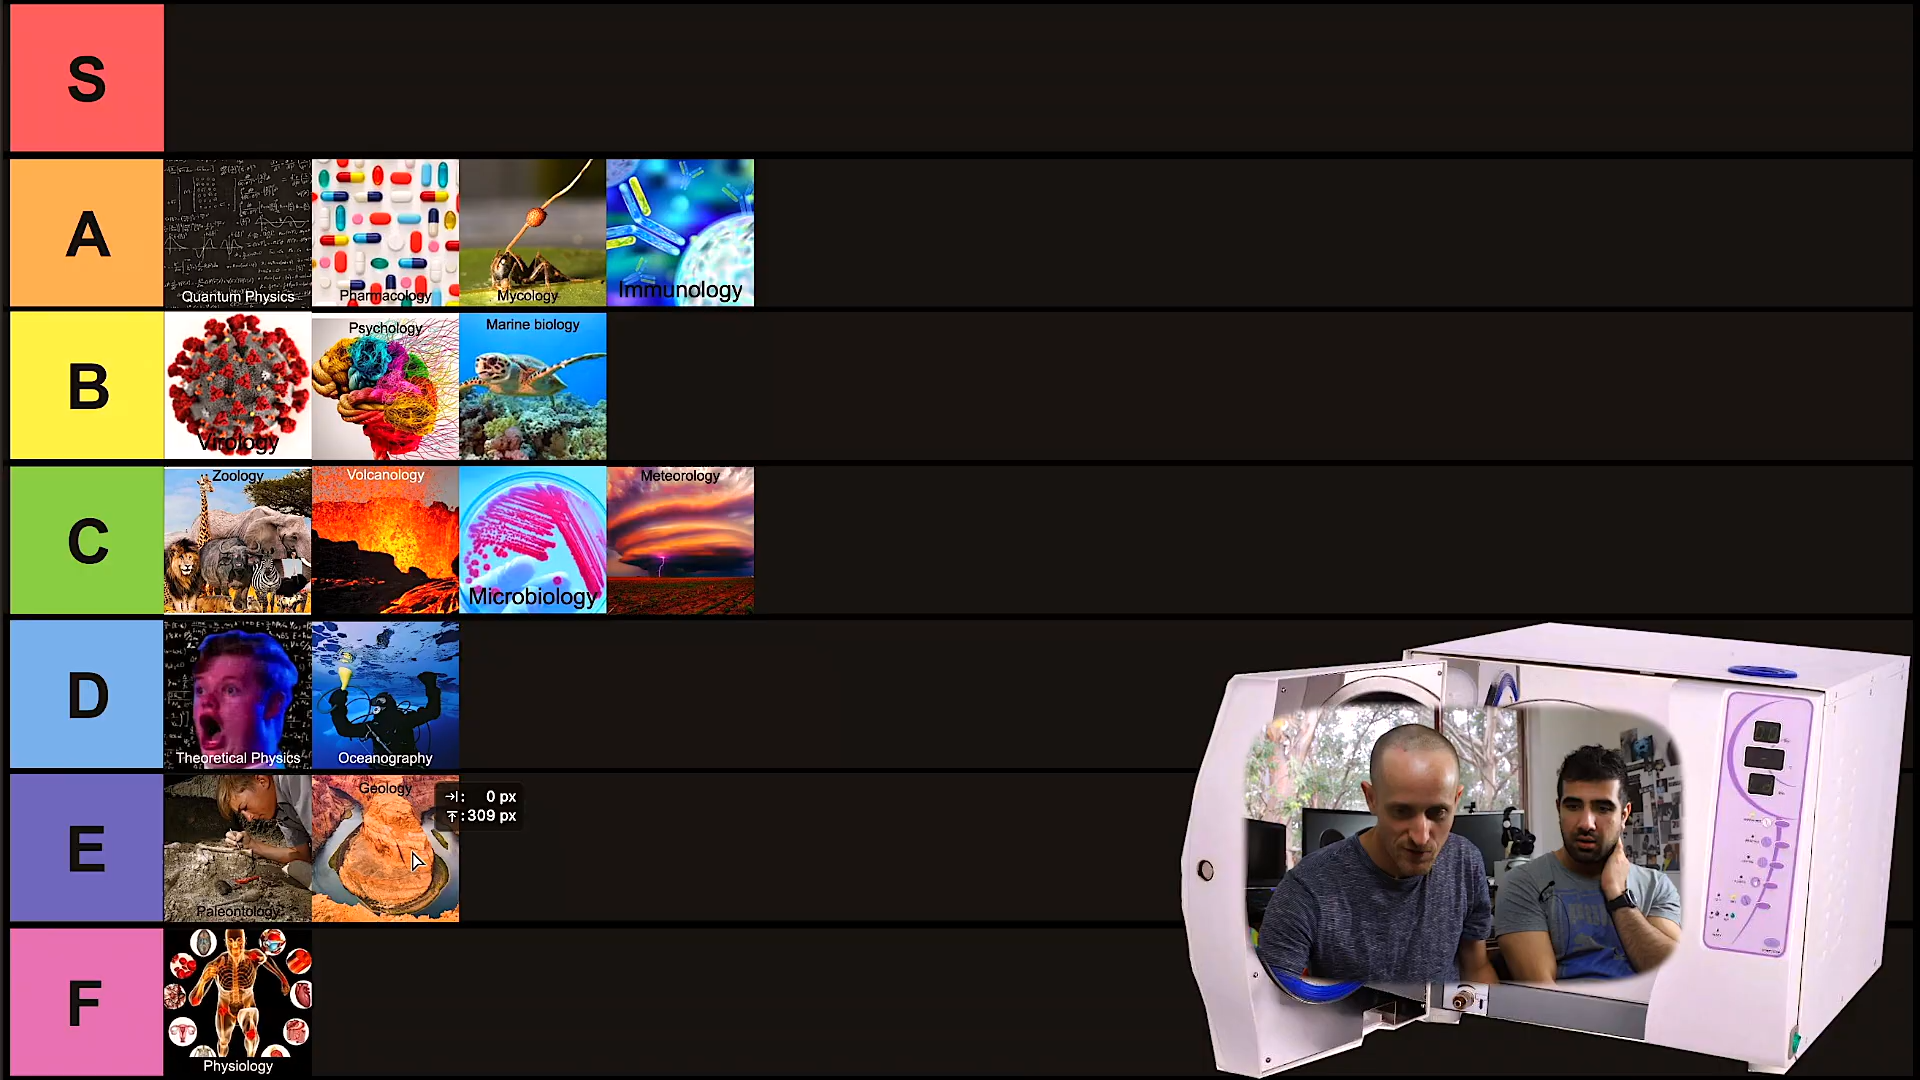 S
A
Quantum Physics
Pharmacology
Mycology
Immunology
B
Virology
Psychology
Marine biology
C
Zoology
Volcanology
Microbiology
Meteorology
D
Theoretical Physics
Oceanography
E
Paleontology
Geology
0 px
309 px
F
Physiology